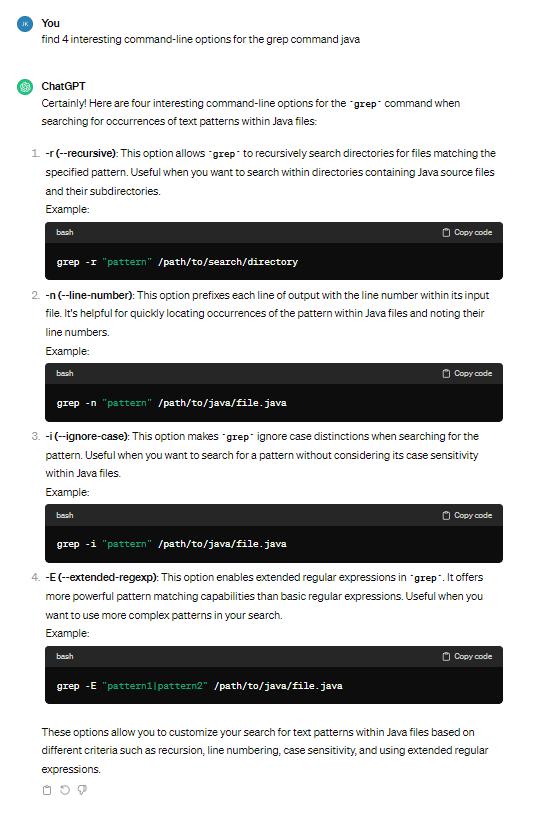 JK You
find 4 interesting command-line options for the grep command java
ChatGPT
Certainly! Here are four interesting command-line options for the `grep` command when
searching for occurrences of text patterns within Java files:
1. -r (--recursive): This option allows `grep` to recursively search directories for files matching the
specified pattern. Useful when you want to search within directories containing Java source files
and their subdirectories.
Example:
bash Copy code
grep -r "pattern" /path/to/search/directory
2. -n (--line-number): This option prefixes each line of output with the line number within its input
file. It's helpful for quickly locating occurrences of the pattern within Java files and noting their
line numbers.
Example:
bash Copy code
grep -n "pattern" /path/to/java/file.java
3. -i (--ignore-case): This option makes `grep` ignore case distinctions when searching for the
pattern. Useful when you want to search for a pattern without considering its case sensitivity
within Java files.
Example:
bash Copy code
grep -i "pattern" /path/to/java/file.java
4. -E (--extended-regexp): This option enables extended regular expressions in `grep`. It offers
more powerful pattern matching capabilities than basic regular expressions. Useful when you
want to use more complex patterns in your search.
Example:
bash Copy code
grep -E "pattern1|pattern2" /path/to/java/file.java
These options allow you to customize your search for text patterns within Java files based on
different criteria such as recursion, line numbering, case sensitivity, and using extended regular
expressions.